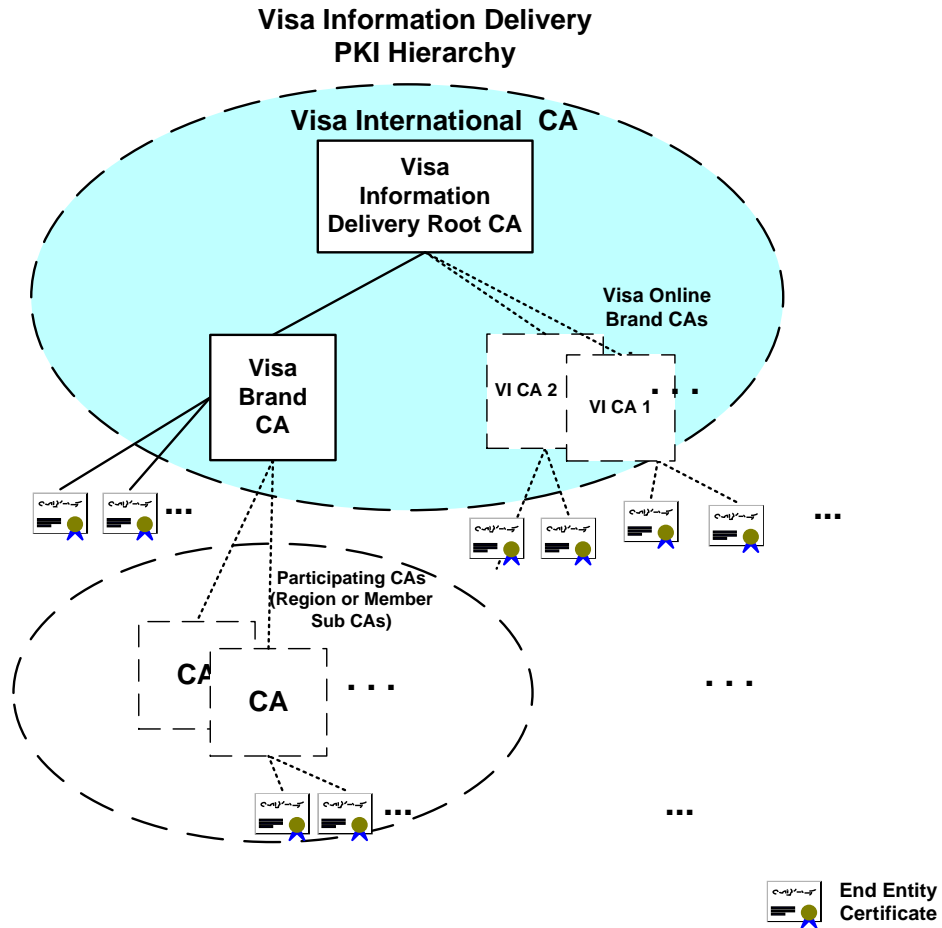 Visa Information Delivery
PKI Hierarchy
Visa International CA
Visa
Information
Delivery Root CA
Visa Online
Brand CAs
Visa
Brand
CA
VI CA 2
VI CA 1
. . .
...
...
Participating CAs
(Region or Member
Sub CAs)
CA
CA
. . .
. . .
...
...
End Entity
Certificate